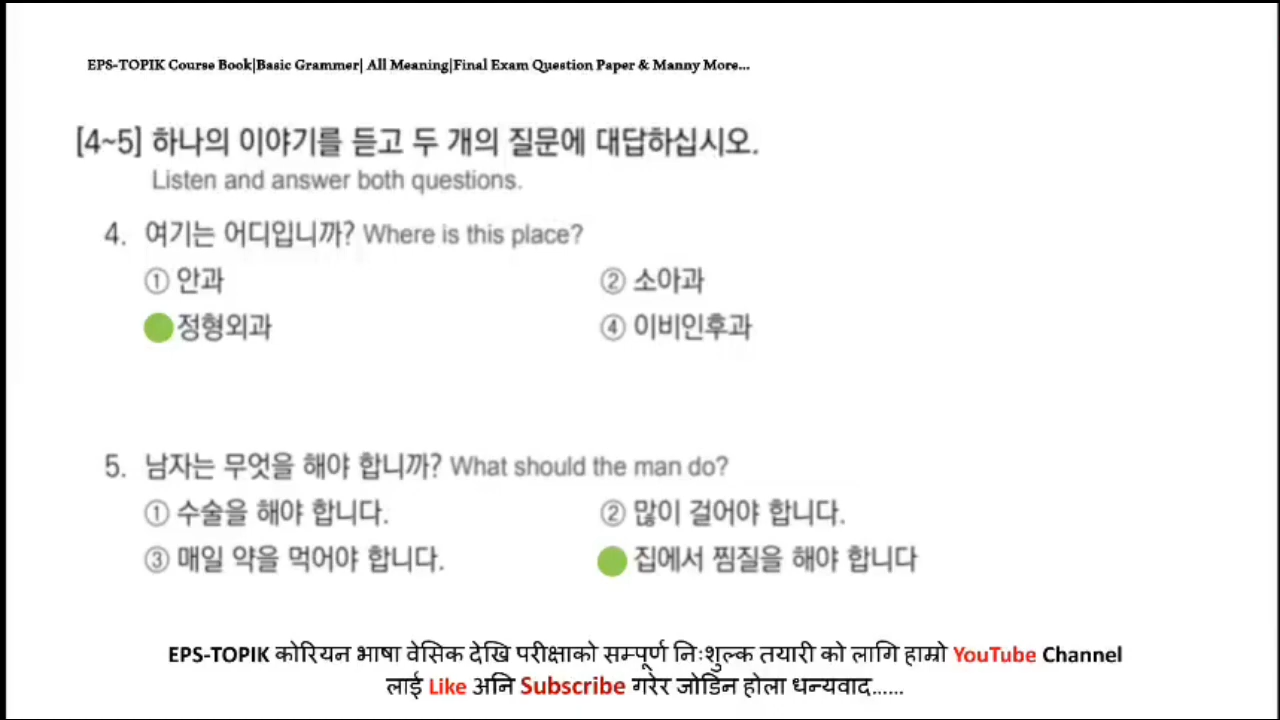 EPS-TOPIK Course Book|Basic Grammer| All Meaning|Final Exam Question Paper & Manny More...
[4~5] 하나의 이야기를 듣고 두 개의 질문에 대답하십시오.
Listen and answer both questions.
4. 여기는 어디입니까? Where is this place?
① 안과 ② 소아과
정형외과 ④ 이비인후과
5. 남자는 무엇을 해야 합니까? What should the man do?
① 수술을 해야 합니다. ② 많이 걸어야 합니다.
③ 매일 약을 먹어야 합니다. 집에서 찜질을 해야 합니다
EPS-TOPIK कोरियन भाषा वेसिक देखि परीक्षाको सम्पूर्ण निःशुल्क तयारी को लागि हाम्रो YouTube Channel
लाई Like अनि Subscribe गरेर जोडिन होला धन्यवाद......